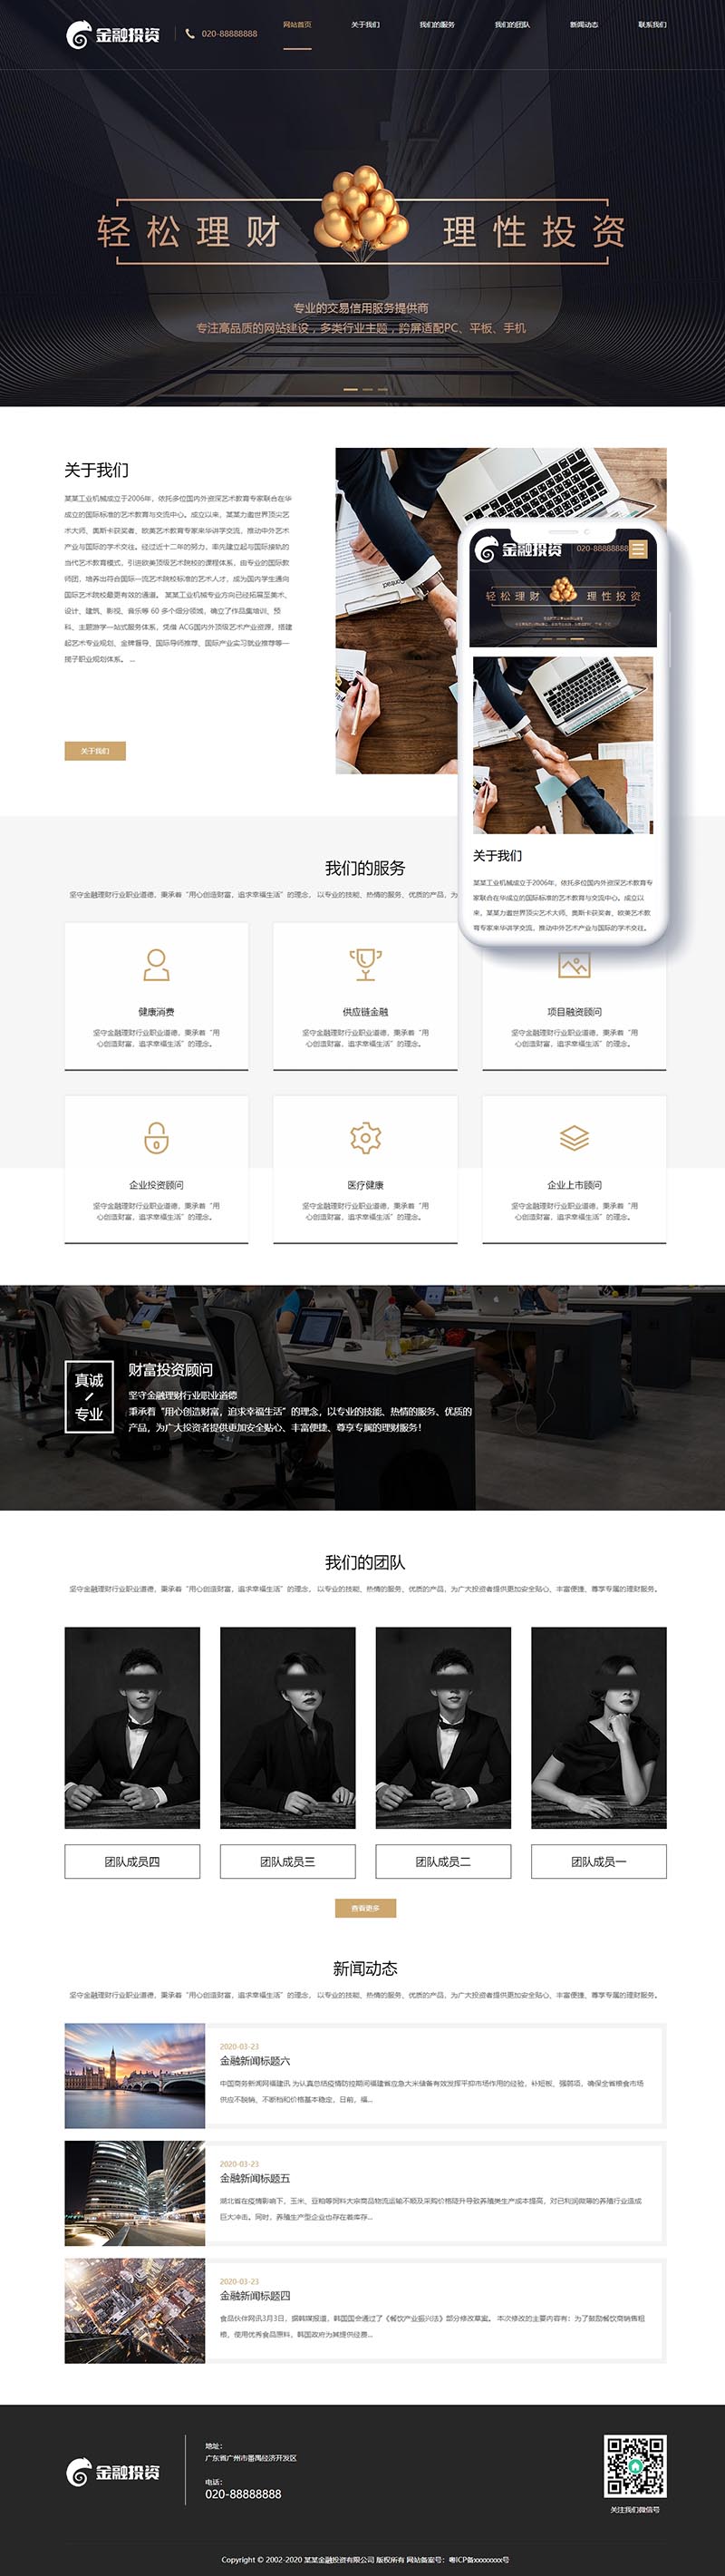 金融投资
020-88888888
网站首页
关于我们
我们的服务
我们的团队
新闻动态
联系我们
轻松理财 理性投资
专业的交易信用服务提供商
专注高品质的网站建设，多类行业主题，跨屏适配PC、平板、手机
关于我们
某某工业机械成立于2006年，依托多位国内外资深艺术教育专家联合在华
成立的国际标准的艺术教育与交流中心。成立以来，某某力邀世界顶尖艺
术大师、奥斯卡获奖者、欧美艺术教育专家来华讲学交流，推动中外艺术
产业与国际的学术交往。经过近十二年的努力，率先建立起与国际接轨的
当代艺术教育模式，引进欧美顶级艺术院校的课程体系，由专业的国际教
师团，培养出符合国际一流艺术院校标准的艺术人才，成为国内学生通向
国际艺术院校最更有效的通道。 某某工业机械专业方向已经拓展至美术、
设计、建筑、影视、音乐等 60 多个细分领域，确立了作品集培训、预
科、主题游学一站式服务体系，凭借 ACG国内外顶级艺术产业资源，搭建
起艺术专业规划、金牌督导、国际导师推荐、国际产业实习就业推荐等一
揽子职业规划体系。 ...
关于我们
金融投资
020-88888888
轻松理财 理性投资
关于我们
某某工业机械成立于2006年，依托多位国内外资深艺术教育专
家联合在华成立的国际标准的艺术教育与交流中心。成立以
来，某某力邀世界顶尖艺术大师、奥斯卡获奖者、欧美艺术教
育专家来华讲学交流，推动中外艺术产业与国际的学术交往。
我们的服务
坚守金融理财行业职业道德，秉承着“用心创造财富，追求幸福生活”的理念， 以专业的技能、热情的服务、优质的产品，为
健康消费
坚守金融理财行业职业道德，秉承着“用
心创造财富，追求幸福生活”的理念。
供应链金融
坚守金融理财行业职业道德，秉承着“用
心创造财富，追求幸福生活”的理念。
项目融资顾问
坚守金融理财行业职业道德，秉承着“用
心创造财富，追求幸福生活”的理念。
企业投资顾问
坚守金融理财行业职业道德，秉承着“用
心创造财富，追求幸福生活”的理念。
医疗健康
坚守金融理财行业职业道德，秉承着“用
心创造财富，追求幸福生活”的理念。
企业上市顾问
坚守金融理财行业职业道德，秉承着“用
心创造财富，追求幸福生活”的理念。
真诚
专业
财富投资顾问
坚守金融理财行业职业道德
秉承着“用心创造财富，追求幸福生活”的理念，以专业的技能、热情的服务、优质的
产品，为广大投资者提供更加安全贴心、丰富便捷、尊享专属的理财服务！
我们的团队
坚守金融理财行业职业道德，秉承着“用心创造财富，追求幸福生活”的理念， 以专业的技能、热情的服务、优质的产品，为广大投资者提供更加安全贴心、丰富便捷、尊享专属的理财服务。
团队成员四
团队成员三
团队成员二
团队成员一
查看更多
新闻动态
坚守金融理财行业职业道德，秉承着“用心创造财富，追求幸福生活”的理念， 以专业的技能、热情的服务、优质的产品，为广大投资者提供更加安全贴心、丰富便捷、尊享专属的理财服务。
2020-03-23
金融新闻标题六
中国商务新闻网福建讯 为认真总结疫情防控期间福建省应急大米储备有效发挥平抑市场作用的经验，补短板、强弱项，确保全省粮食市场
供应不脱销、不断档和价格基本稳定，日前，福...
2020-03-23
金融新闻标题五
湖北省在疫情影响下，玉米、豆粕等饲料大宗商品物流运输不顺及采购价格陡升导致养殖类生产成本提高，对已利润微薄的养殖行业造成
巨大冲击。同时，养殖生产型企业也存在着库存...
2020-03-23
金融新闻标题四
食品伙伴网讯3月3日，据韩媒报道，韩国国会通过了《餐饮产业振兴法》部分修改草案。 本次修改的主要内容有：为了鼓励餐饮商销售粗
粮，使用优秀食品原料，韩国政府为其提供经费...
金融投资
地址：
广东省广州市番禺经济开发区
电话：
020-88888888
关注我们微信号
Copyright © 2002-2020 某某金融投资有限公司 版权所有 网站备案号：粤ICP备xxxxxxxx号